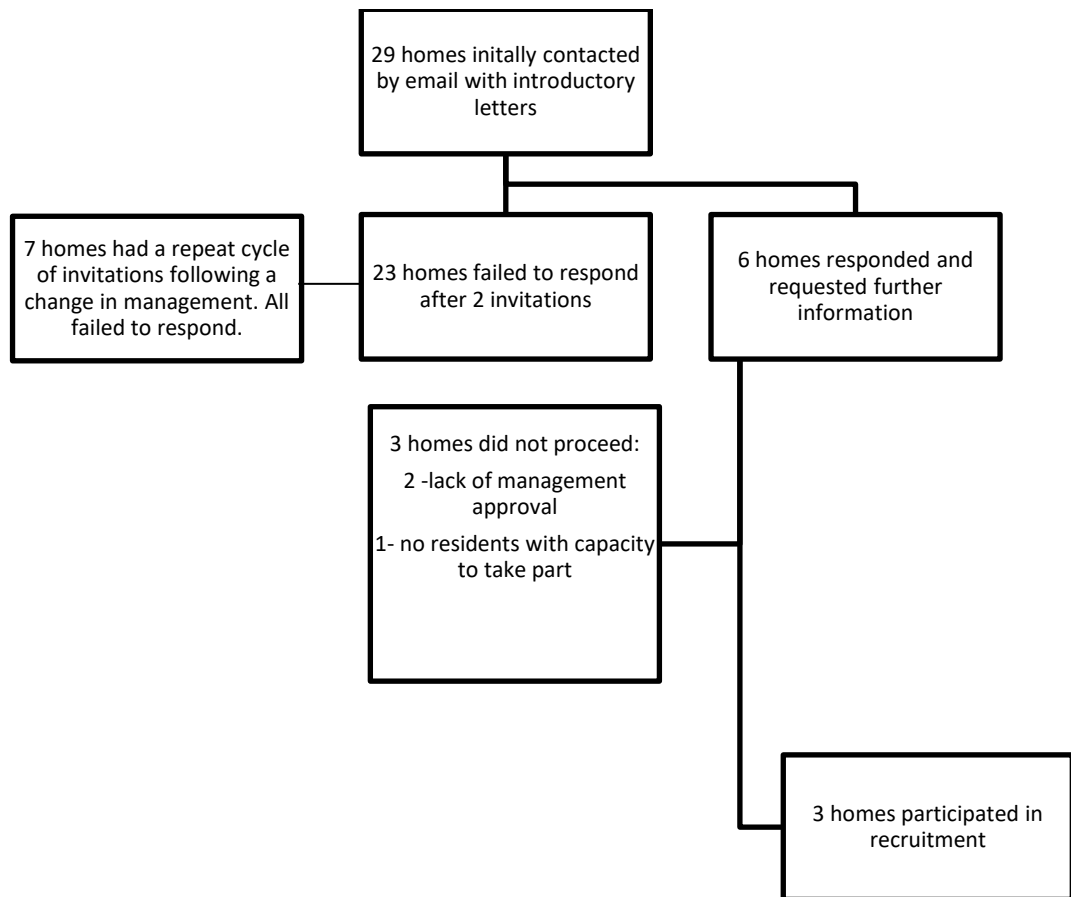 29 homes initally contacted
by email with introductory
letters
7 homes had a repeat cycle
of invitations following a
change in management. All
failed to respond.
23 homes failed to respond
after 2 invitations
6 homes responded and
requested further
information
3 homes did not proceed:
2 -lack of management
approval
1- no residents with capacity
to take part
3 homes participated in
recruitment